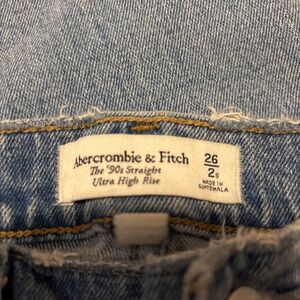 Abercrombie & Fitch
The '90s Straight
Ultra High Rise
26
2s
MADE IN
GUATEMALA